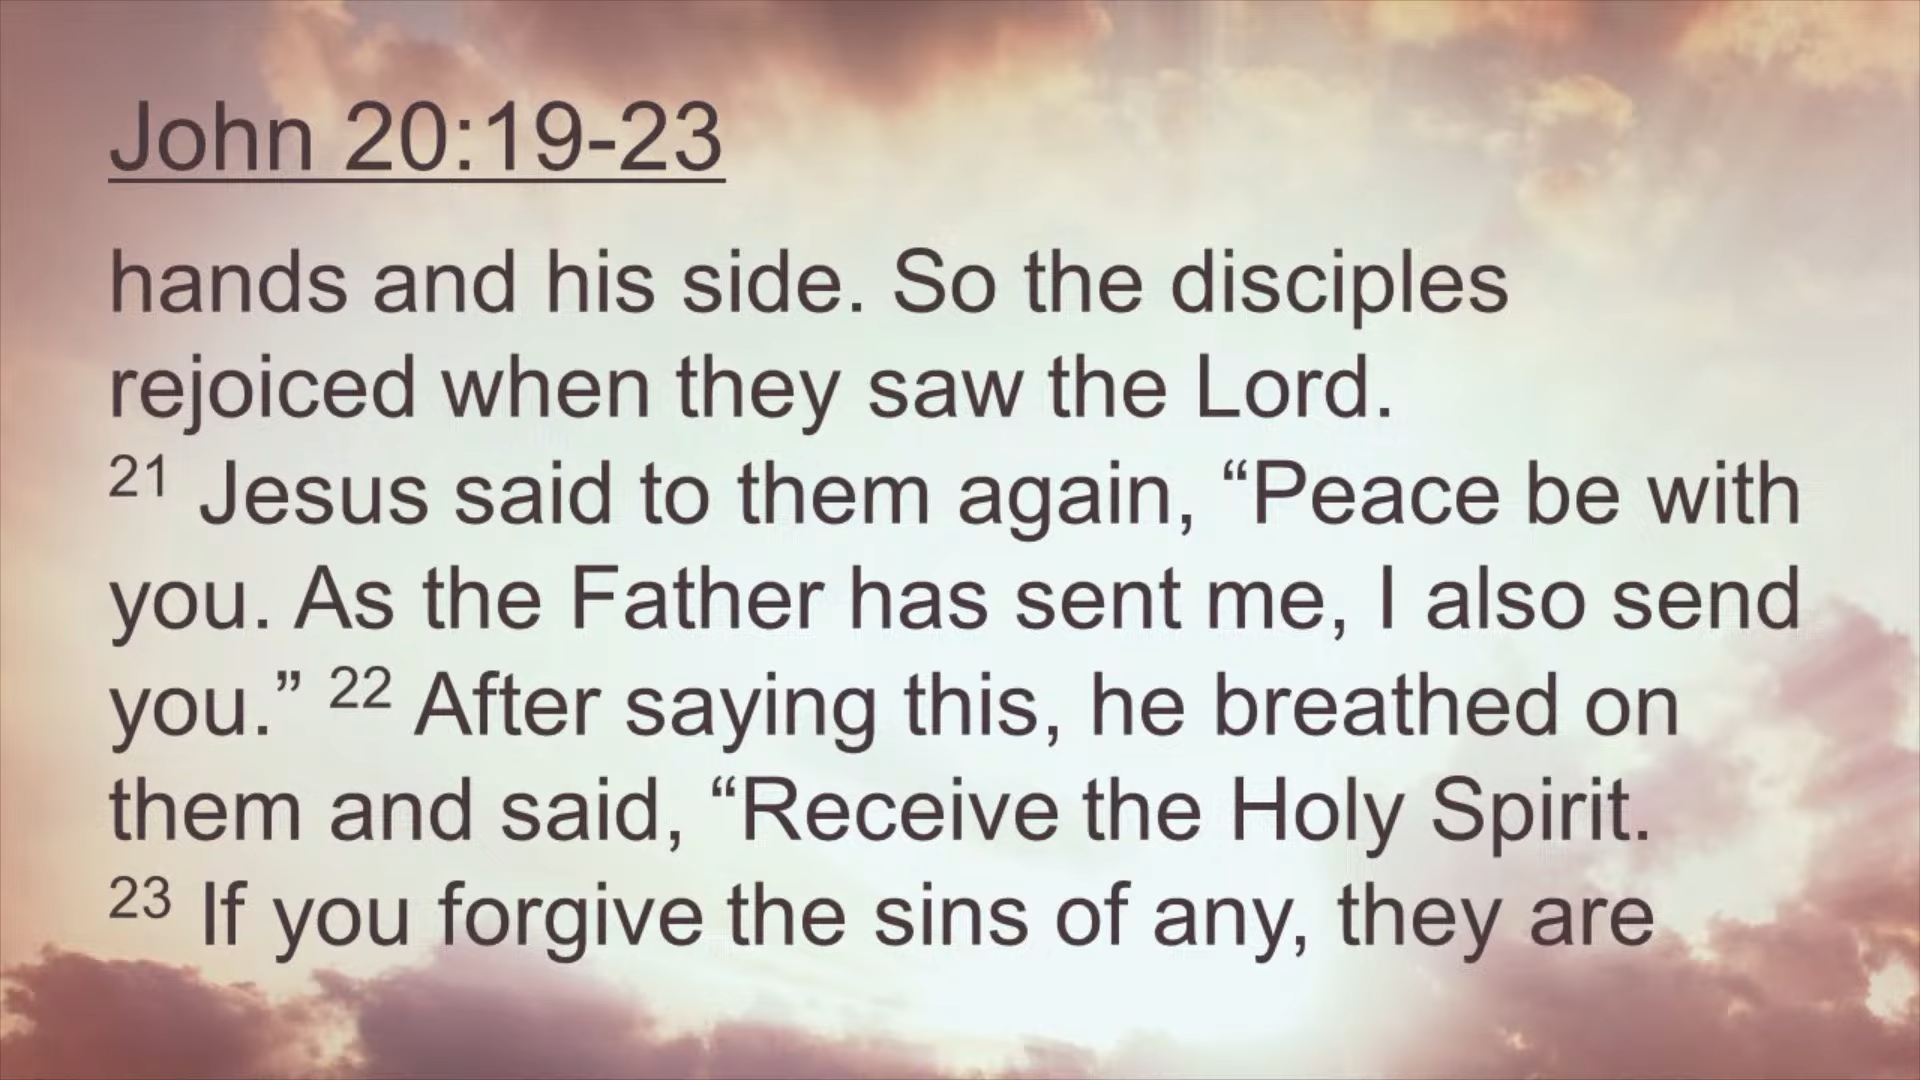 John 20:19-23
hands and his side. So the disciples
rejoiced when they saw the Lord.
21 Jesus said to them again, “Peace be with
you. As the Father has sent me, I also send
you.” 22 After saying this, he breathed on
them and said, “Receive the Holy Spirit.
23 If you forgive the sins of any, they are